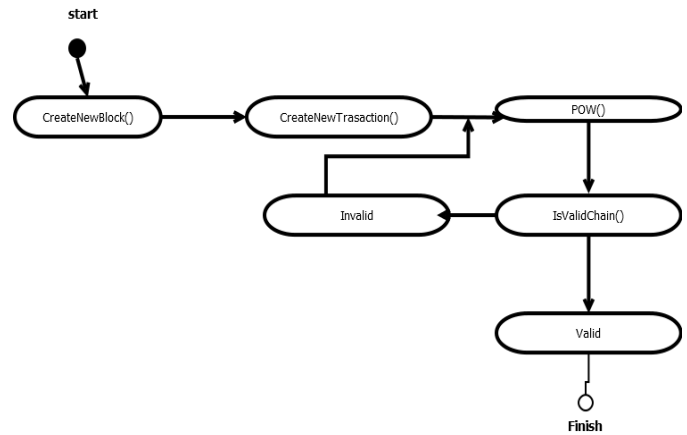 start
CreateNewBlock()
CreateNewTrasaction()
POW()
Invalid
IsValidChain()
Valid
Finish